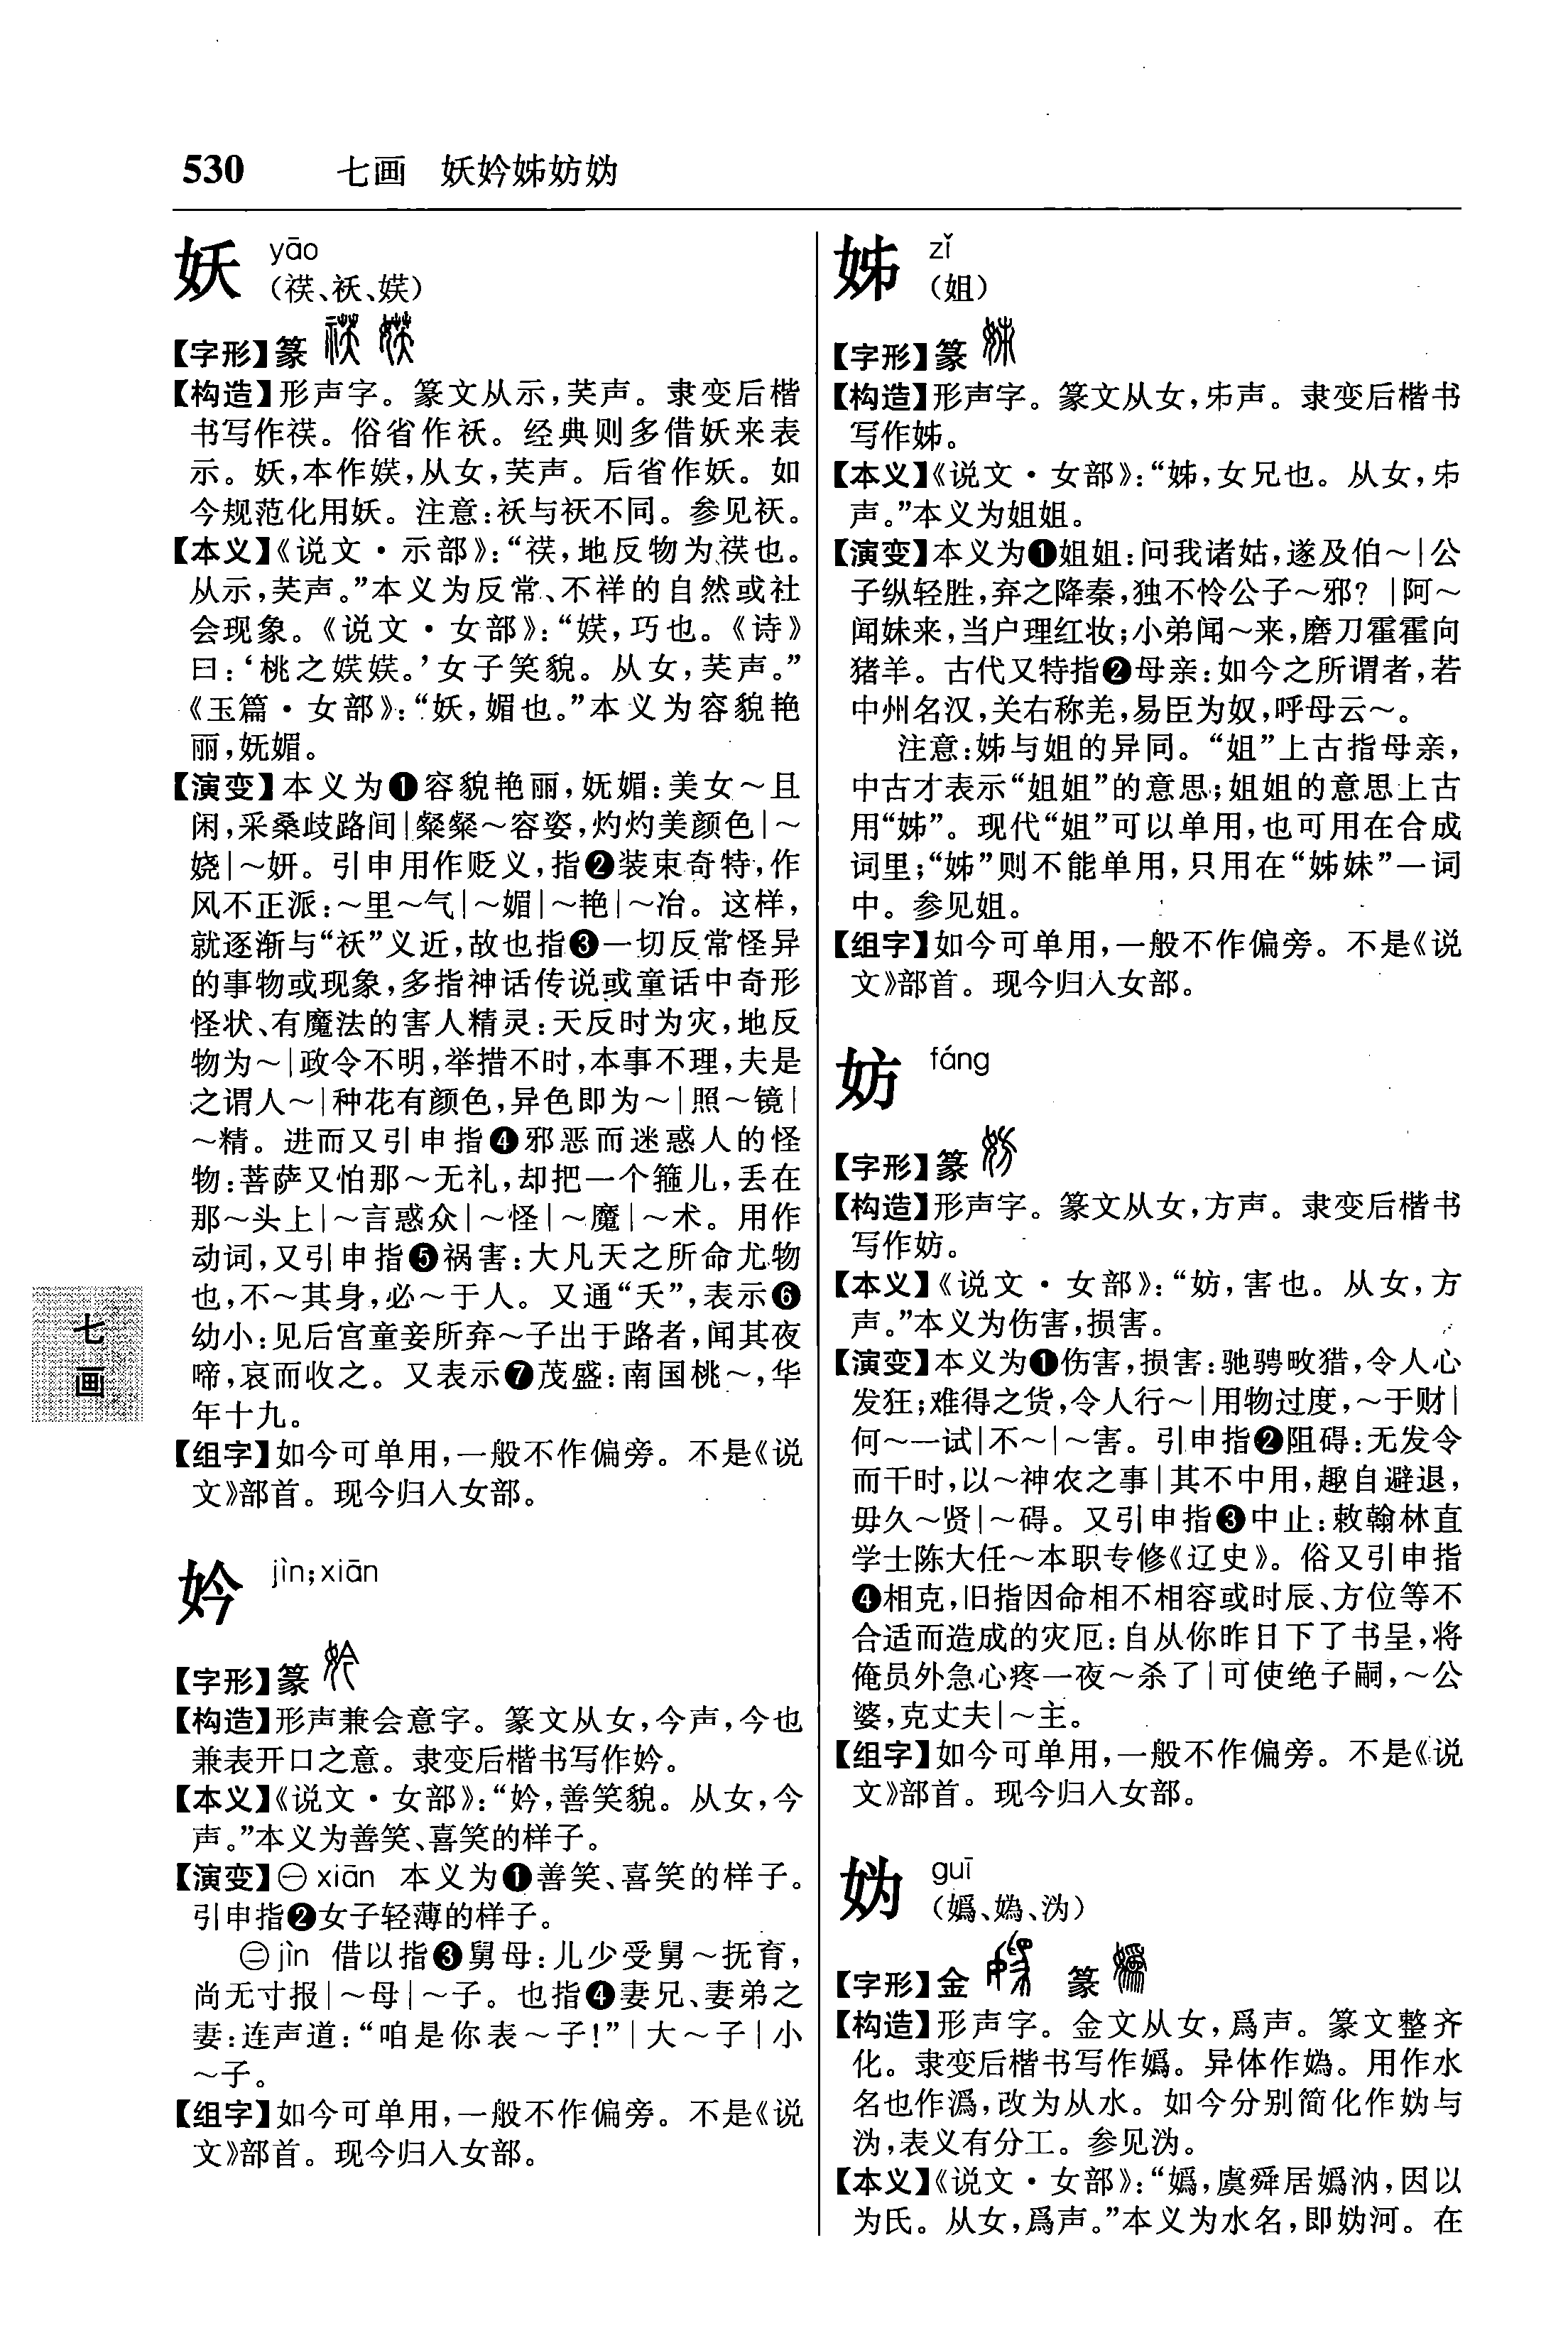 530 七画 妖妗姊妨妫
妖 yāo
（䄏、祅、媄）
【字形】篆
【构造】形声字。篆文从示，芺声。隶变后楷
书写作䄏。俗省作祅。经典则多借妖来表
示。妖，本作媄，从女，芺声。后省作妖。如
今规范化用妖。注意：祅与祆不同。参见祆。
【本义】《说文·示部》：“䄏，地反物为䄏也。
从示，芺声。”本义为反常、不祥的自然或社
会现象。《说文·女部》：“媄，巧也。《诗》
曰：‘桃之媄媄。’女子笑貌。从女，芺声。”
《玉篇·女部》：“妖，媚也。”本义为容貌艳
丽，妩媚。
【演变】本义为❶容貌艳丽，妩媚：美女～且
闲，采桑歧路间|粲粲～容姿，灼灼美颜色|～
娆|～妍。引申用作贬义，指❷装束奇特，作
风不正派：～里～气|～媚|～艳|～冶。这样，
就逐渐与“祅”义近，故也指❸一切反常怪异
的事物或现象，多指神话传说或童话中奇形
怪状、有魔法的害人精灵：天反时为灾，地反
物为～|政令不明，举措不时，本事不理，夫是
之谓人～|种花有颜色，异色即为～|照～镜|
～精。进而又引申指❹邪恶而迷惑人的怪
物：菩萨又怕那～无礼，却把一个箍儿，丢在
那～头上|～言惑众|～怪|～魔|～术。用作
动词，又引申指❺祸害：大凡天之所命尤物
也，不～其身，必～于人。又通“夭”，表示❻
幼小：见后宫童妾所弃～子出于路者，闻其夜
啼，哀而收之。又表示❼茂盛：南国桃～，华
年十九。
【组字】如今可单用，一般不作偏旁。不是《说
文》部首。现今归入女部。
妗 jìn；xiān
【字形】篆
【构造】形声兼会意字。篆文从女，今声，今也
兼表开口之意。隶变后楷书写作妗。
【本义】《说文·女部》：“妗，善笑貌。从女，今
声。”本义为善笑、喜笑的样子。
【演变】㊀xiān 本义为❶善笑、喜笑的样子。
引申指❷女子轻薄的样子。
㊁jìn 借以指❸舅母：儿少受舅～抚育，
尚无寸报|～母|～子。也指❹妻兄、妻弟之
妻：连声道：“咱是你表～子！”|大～子|小
～子。
【组字】如今可单用，一般不作偏旁。不是《说
文》部首。现今归入女部。
姊 zǐ
（姐）
【字形】篆
【构造】形声字。篆文从女，𠂔声。隶变后楷书
写作姊。
【本义】《说文·女部》：“姊，女兄也。从女，𠂔
声。”本义为姐姐。
【演变】本义为❶姐姐：问我诸姑，遂及伯～|公
子纵轻胜，弃之降秦，独不怜公子～邪？|阿～
闻妹来，当户理红妆；小弟闻～来，磨刀霍霍向
猪羊。古代又特指❷母亲：如今之所谓者，若
中州名汉，关右称羌，易臣为奴，呼母云～。
注意：姊与姐的异同。“姐”上古指母亲，
中古才表示“姐姐”的意思；姐姐的意思上古
用“姊”。现代“姐”可以单用，也可用在合成
词里；“姊”则不能单用，只用在“姊妹”一词
中。参见姐。
【组字】如今可单用，一般不作偏旁。不是《说
文》部首。现今归入女部。
妨 fáng
【字形】篆
【构造】形声字。篆文从女，方声。隶变后楷书
写作妨。
【本义】《说文·女部》：“妨，害也。从女，方
声。”本义为伤害，损害。
【演变】本义为❶伤害，损害：驰骋畋猎，令人心
发狂；难得之货，令人行～|用物过度，～于财|
何～一试|不～|～害。引申指❷阻碍：无发令
而干时，以～神农之事|其不中用，趣自避退，
毋久～贤|～碍。又引申指❸中止：敕翰林直
学士陈大任～本职专修《辽史》。俗又引申指
❹相克，旧指因命相不相容或时辰、方位等不
合适而造成的灾厄：自从你昨日下了书呈，将
俺员外急心疼一夜～杀了|可使绝子嗣，～公
婆，克丈夫|～主。
【组字】如今可单用，一般不作偏旁。不是《说
文》部首。现今归入女部。
妫 guī
（嬀、媯、沩）
【字形】金 篆
【构造】形声字。金文从女，爲声。篆文整齐
化。隶变后楷书写作嬀。异体作媯。用作水
名也作潙，改为从水。如今分别简化作妫与
沩，表义有分工。参见沩。
【本义】《说文·女部》：“嬀，虞舜居嬀汭，因以
为氏。从女，爲声。”本义为水名，即妫河。在
七
画